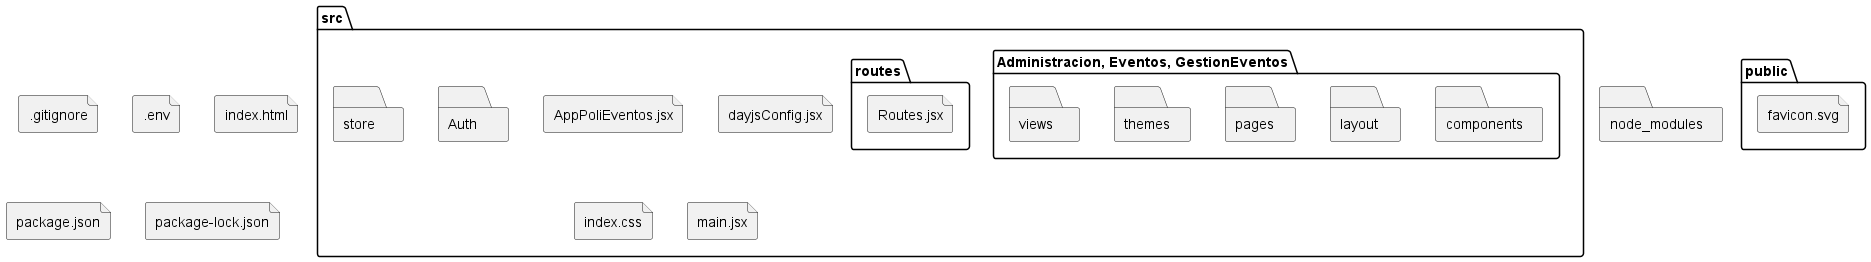 src
routes
Administracion, Eventos, GestionEventos
public
.gitignore
.env
index.html
store
Auth
AppPoliEventos.jsx
dayjsConfig.jsx
Routes.jsx
views
themes
pages
layout
components
node_modules
favicon.svg
package.json
package-lock.json
index.css
main.jsx